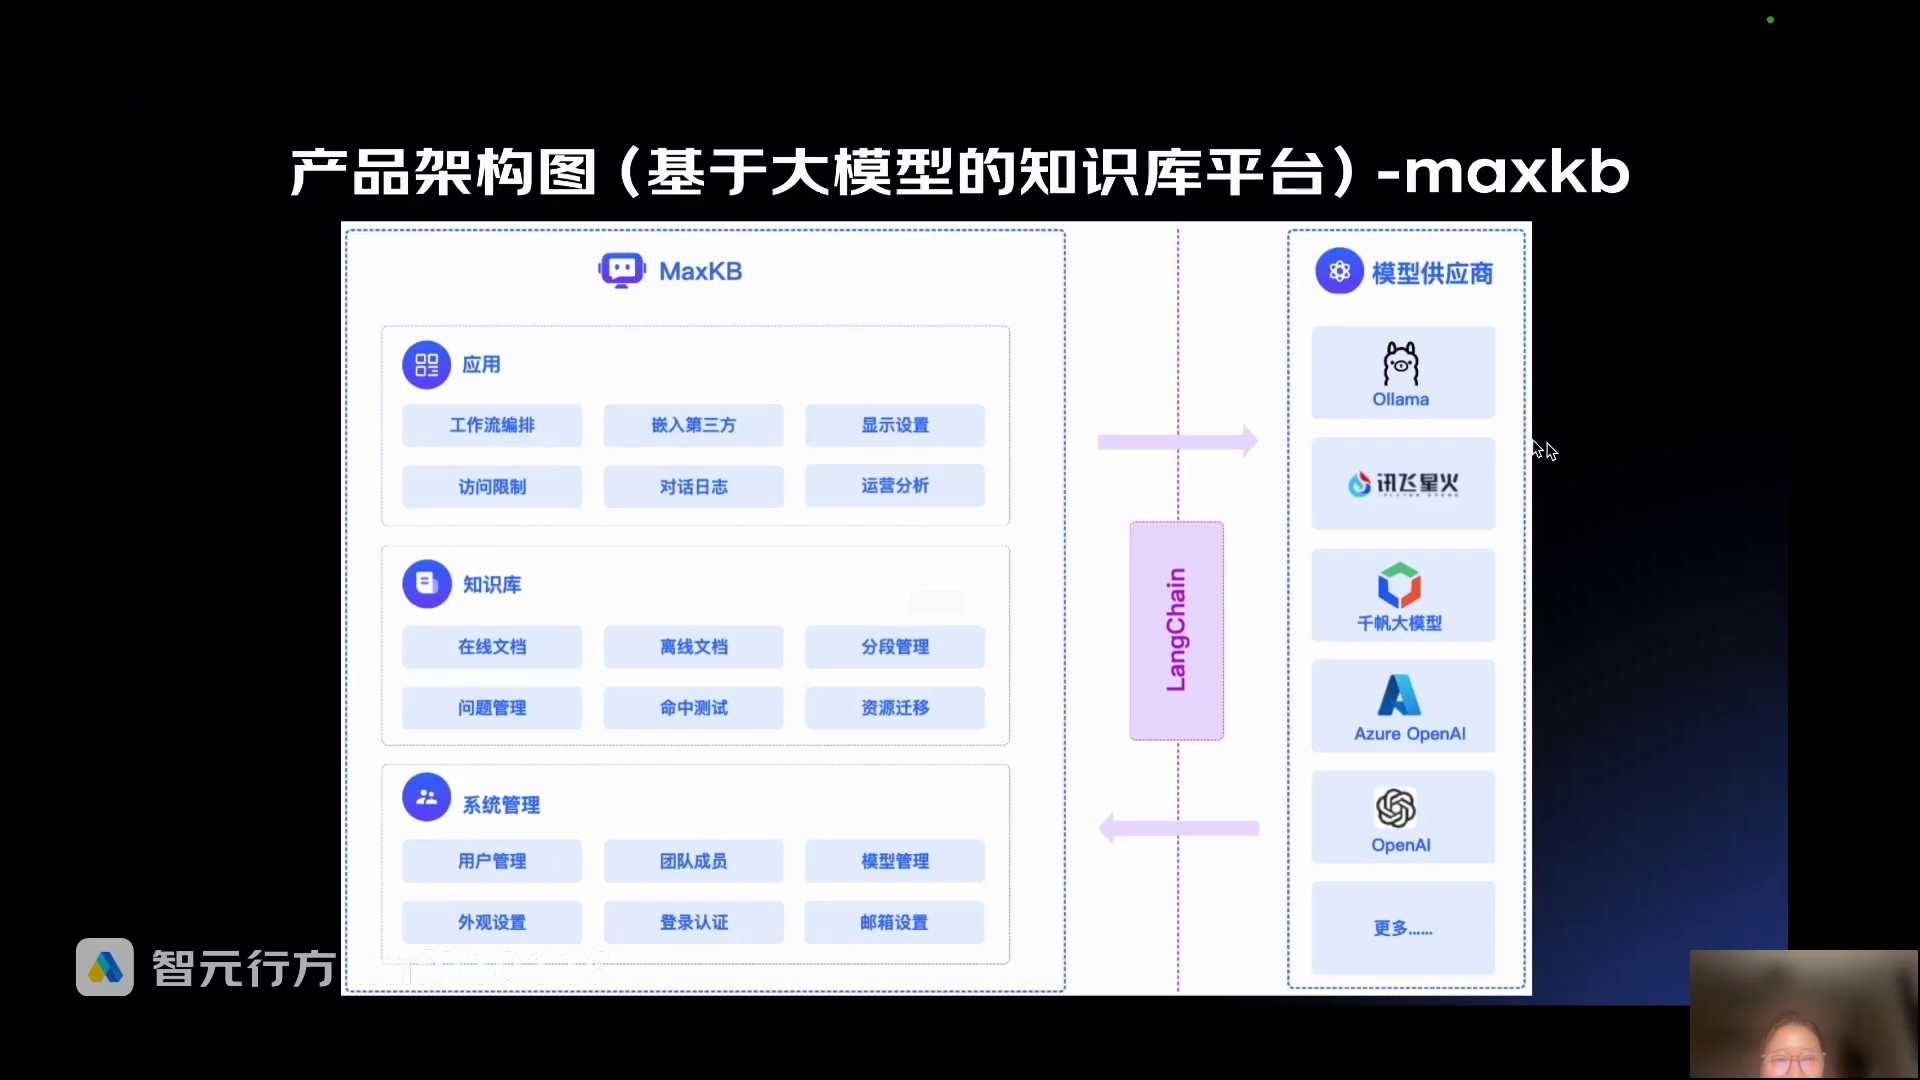 产品架构图（基于大模型的知识库平台）-maxkb
MaxKB
应用
工作流编排
嵌入第三方
显示设置
访问限制
对话日志
运营分析
知识库
在线文档
离线文档
分段管理
问题管理
命中测试
资源迁移
系统管理
用户管理
团队成员
模型管理
外观设置
登录认证
邮箱设置
LangChain
模型供应商
Ollama
讯飞星火
千帆大模型
Azure OpenAI
OpenAI
更多......
智元行方